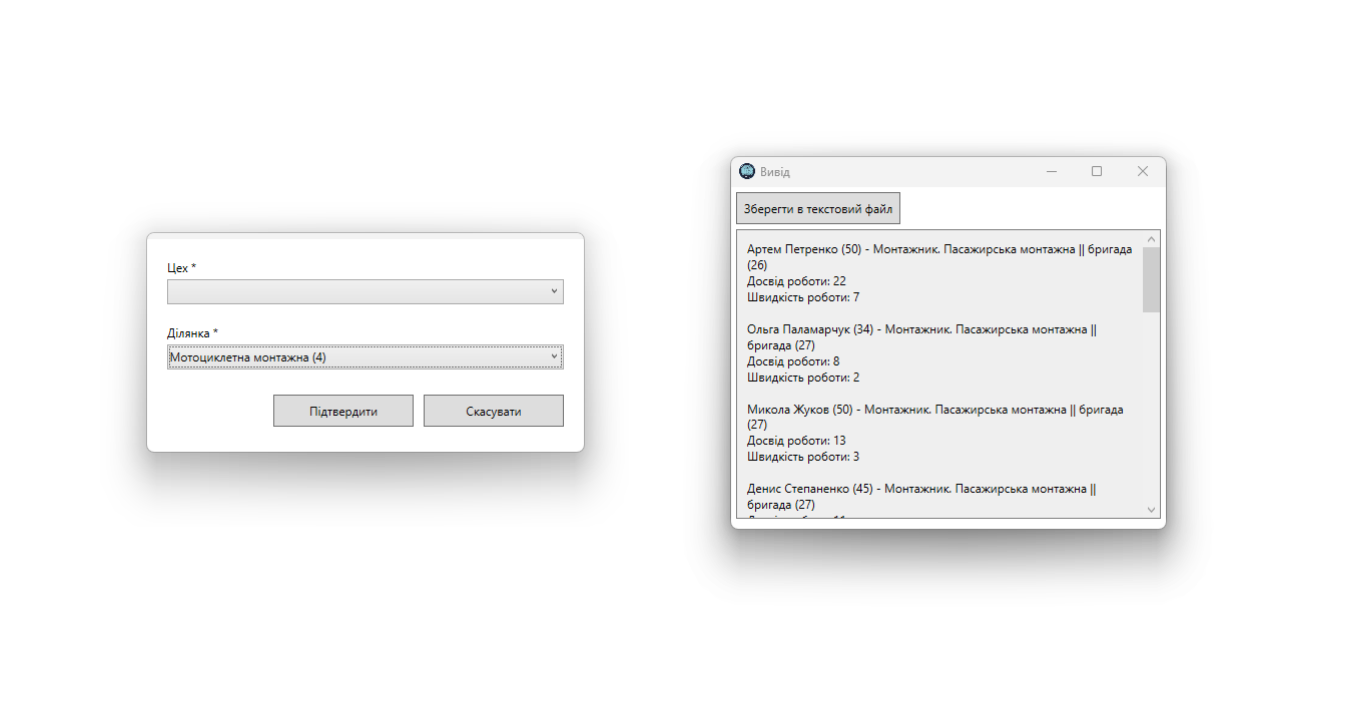 Цех *
Ділянка *
Мотоциклетна монтажна (4)
Підтвердити
Скасувати
Вивід
Зберегти в текстовий файл
Артем Петренко (50) - Монтажник. Пасажирська монтажна || бригада
(26)
Досвід роботи: 22
Швидкість роботи: 7
Ольга Паламарчук (34) - Монтажник. Пасажирська монтажна ||
бригада (27)
Досвід роботи: 8
Швидкість роботи: 2
Микола Жуков (50) - Монтажник. Пасажирська монтажна || бригада
(27)
Досвід роботи: 13
Швидкість роботи: 3
Денис Степаненко (45) - Монтажник. Пасажирська монтажна ||
бригада (27)